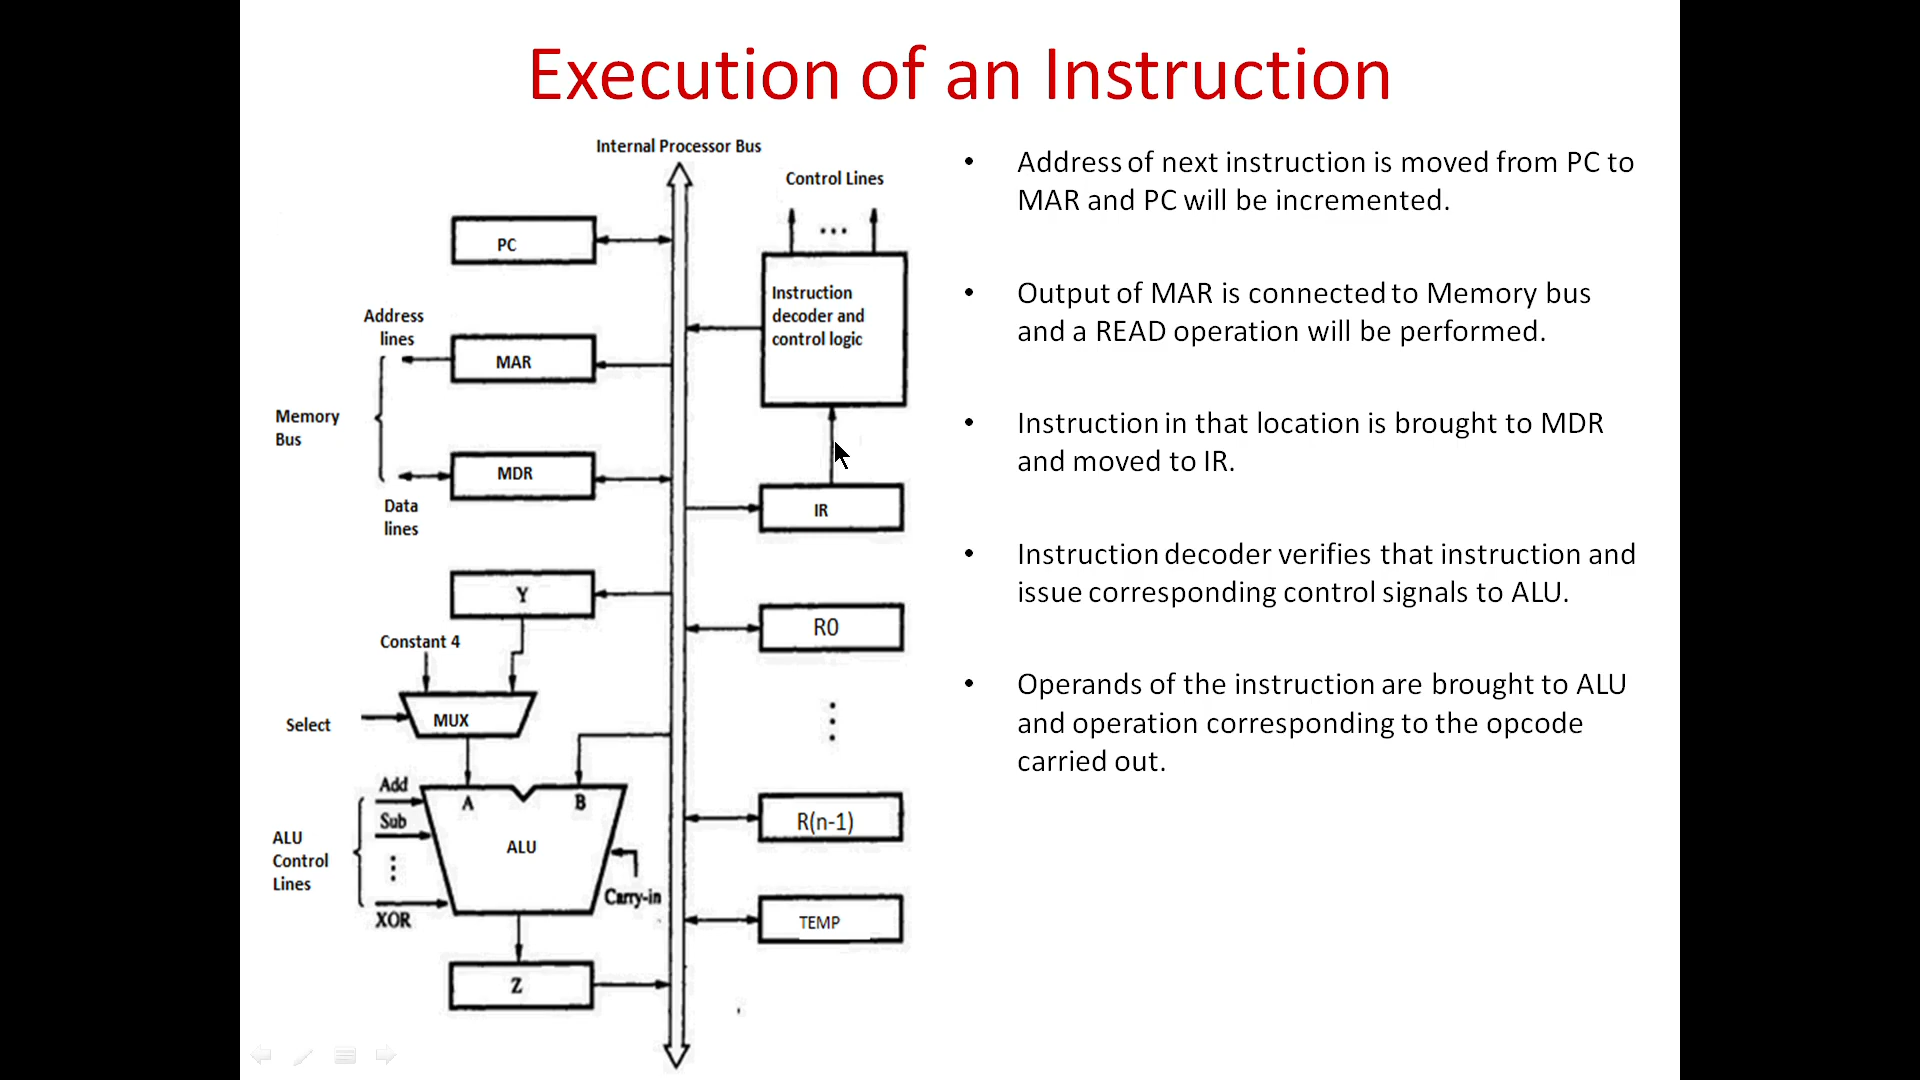 Execution of an Instruction
Internal Processor Bus
Control Lines
...
PC
Instruction
decoder and
control logic
Address
lines
MAR
Memory
Bus
MDR
Data
lines
IR
Y
R0
Constant 4
Select
MUX
Add
A
B
Sub
ALU
Control
Lines
ALU
R(n-1)
Carry-in
XOR
TEMP
Z
• Address of next instruction is moved from PC to
MAR and PC will be incremented.
• Output of MAR is connected to Memory bus
and a READ operation will be performed.
• Instruction in that location is brought to MDR
and moved to IR.
• Instruction decoder verifies that instruction and
issue corresponding control signals to ALU.
• Operands of the instruction are brought to ALU
and operation corresponding to the opcode
carried out.